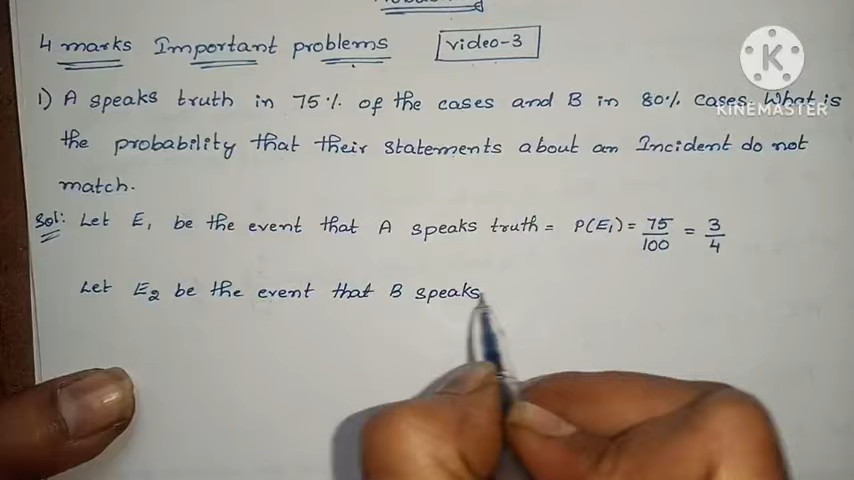 4 marks Important problems video-3
1) A speaks truth in 75% of the cases and B in 80% cases. What is
the probability that their statements about an Incident do not
match.
Sol: Let E₁ be the event that A speaks truth = P(E₁) = 75/100 = 3/4
Let E₂ be the event that B speaks
KINEMASTER